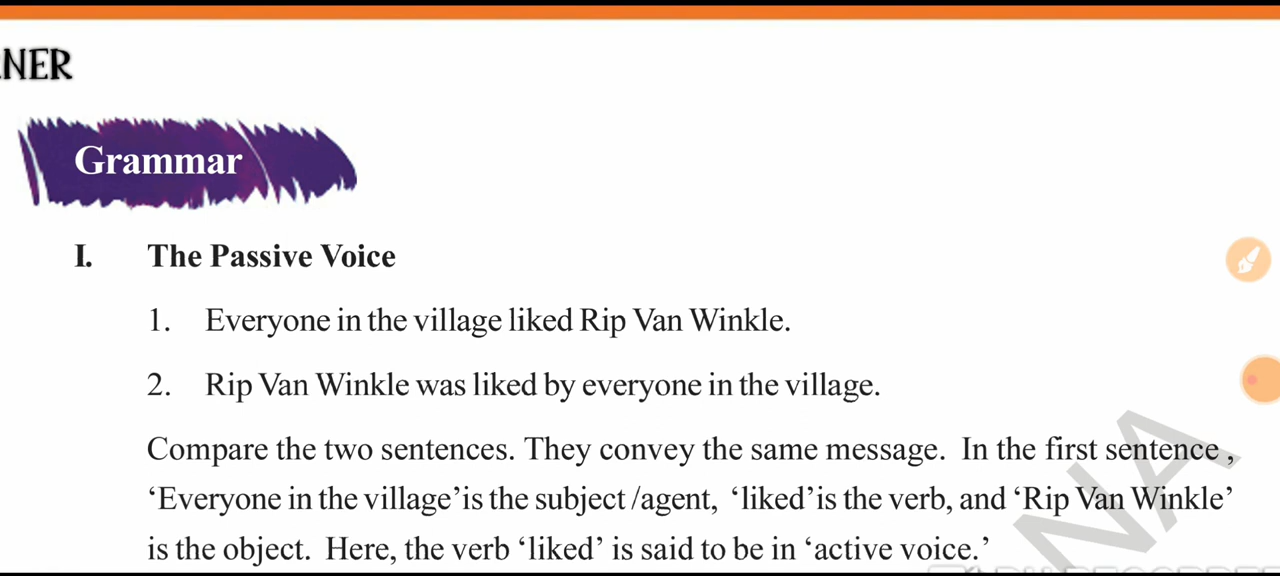 NER
Grammar
I. The Passive Voice
1. Everyone in the village liked Rip Van Winkle.
2. Rip Van Winkle was liked by everyone in the village.
Compare the two sentences. They convey the same message. In the first sentence ,
‘Everyone in the village’is the subject /agent, ‘liked’is the verb, and ‘Rip Van Winkle’
is the object. Here, the verb ‘liked’ is said to be in ‘active voice.’